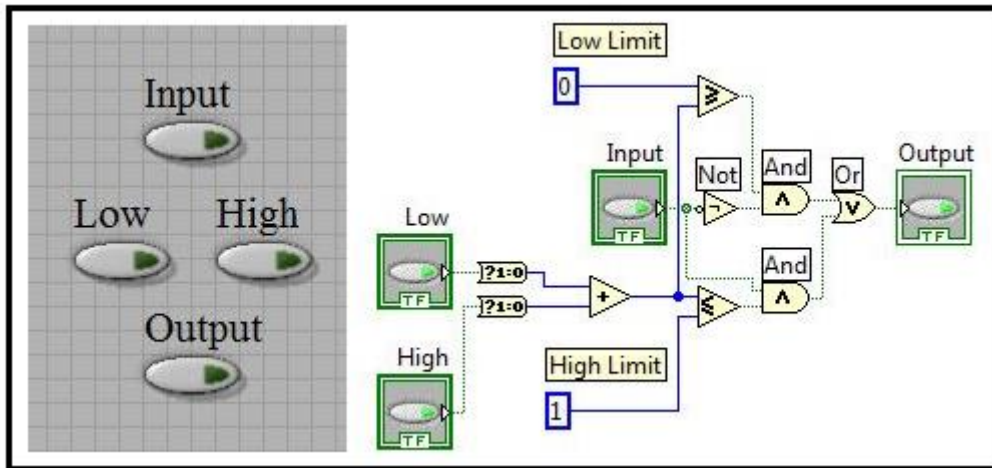 Input
Low High
Output
Low Limit
0
Input
TF
Not
And
∧
Or
∨
Output
TF
≥
Low
TF
?1:0
?1:0
+
And
∧
≤
High
TF
High Limit
1